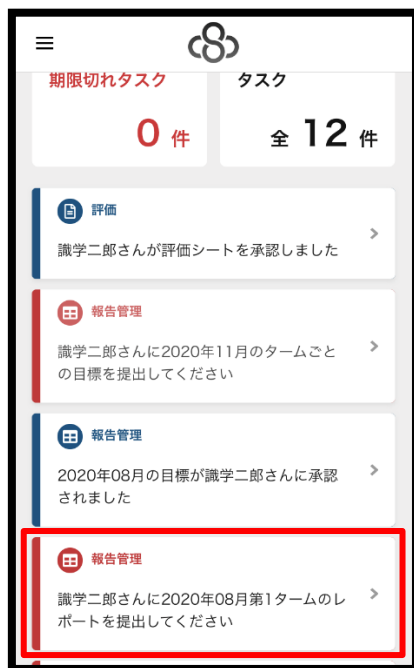 期限切れタスク
タスク
0 件
全 12 件
評価
識学二郎さんが評価シートを承認しました
報告管理
識学二郎さんに2020年11月のタームごと
の目標を提出してください
報告管理
2020年08月の目標が識学二郎さんに承認
されました
報告管理
識学二郎さんに2020年08月第1タームのレ
ポートを提出してください